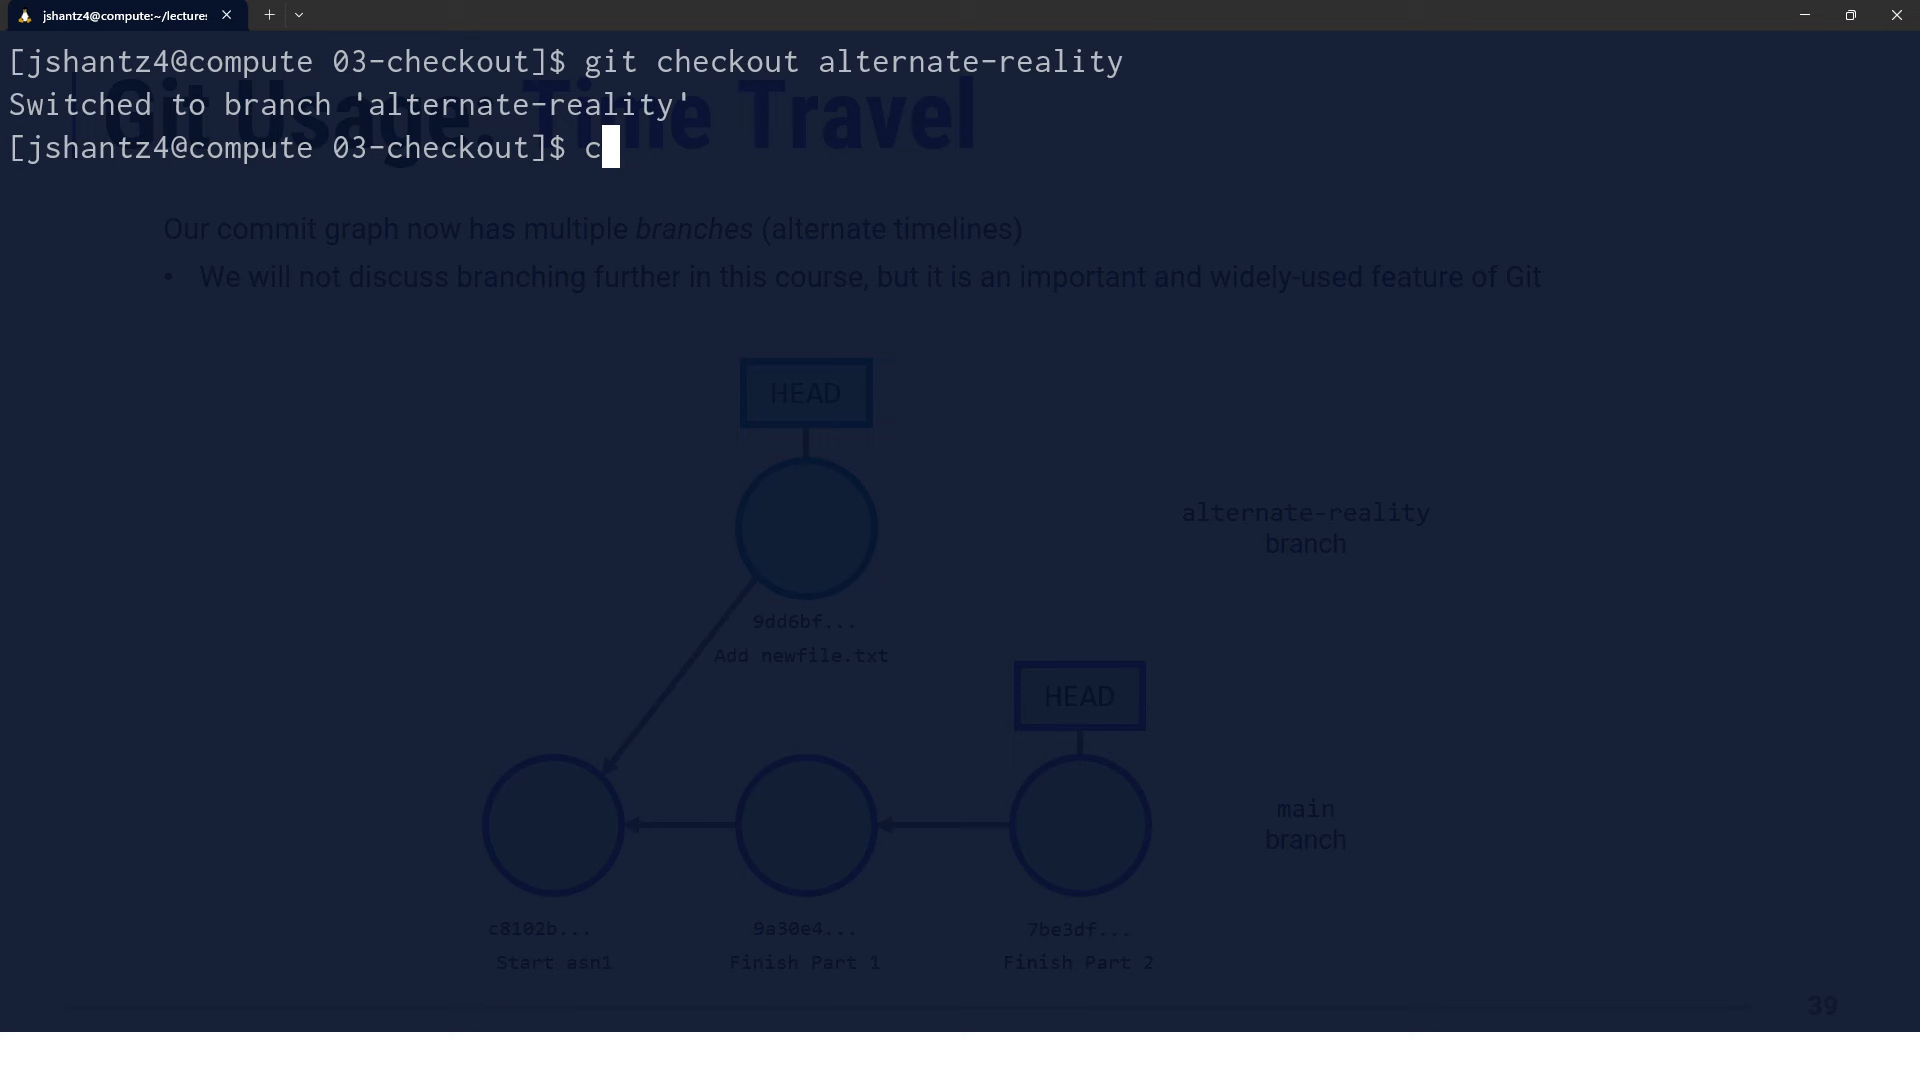 jshantz4@compute:~/lecture
[jshantz4@compute 03-checkout]$ git checkout alternate-reality
Switched to branch 'alternate-reality'
[jshantz4@compute 03-checkout]$ c
Git Usage: Time Travel
Our commit graph now has multiple branches (alternate timelines)
• We will not discuss branching further in this course, but it is an important and widely-used feature of Git
HEAD
alternate-reality
branch
9dd6bf...
Add newfile.txt
HEAD
main
branch
c8102b...
9a30e4...
7be3df...
Start asn1
Finish Part 1
Finish Part 2
39